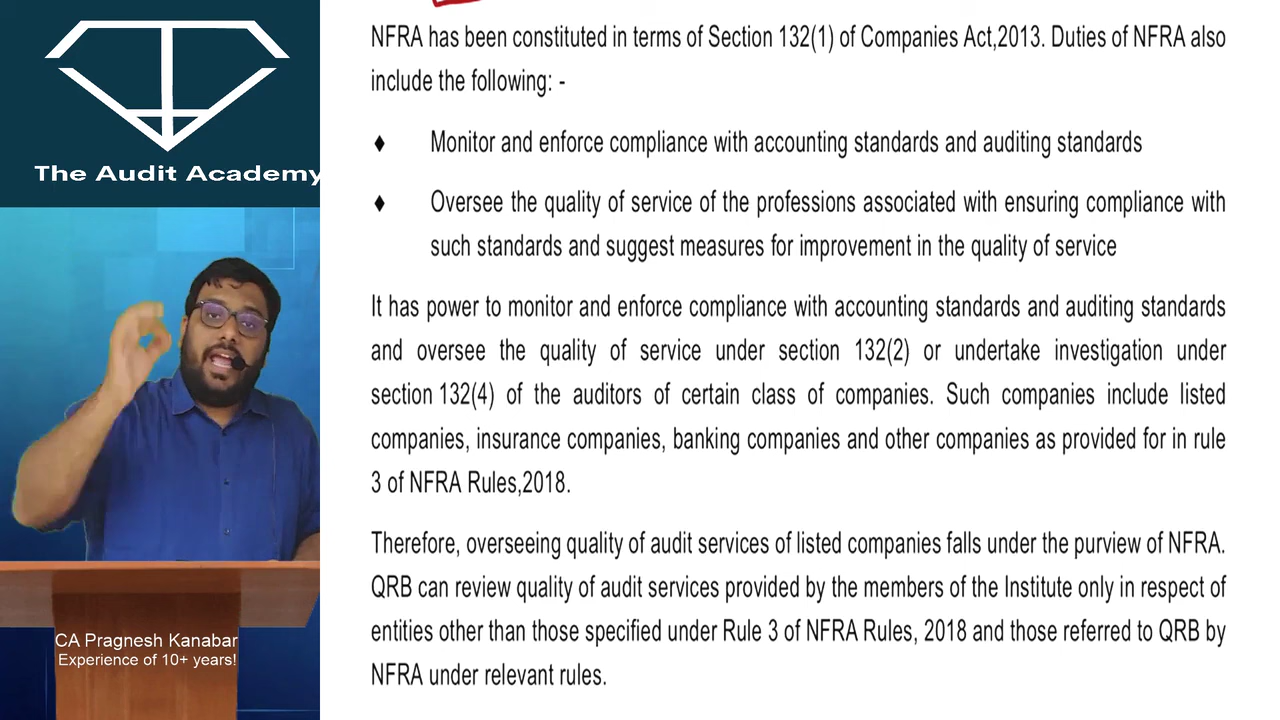 The Audit Academy
CA Pragnesh Kanabar
Experience of 10+ years!
NFRA has been constituted in terms of Section 132(1) of Companies Act,2013. Duties of NFRA also
include the following: -
♦ Monitor and enforce compliance with accounting standards and auditing standards
♦ Oversee the quality of service of the professions associated with ensuring compliance with
such standards and suggest measures for improvement in the quality of service
It has power to monitor and enforce compliance with accounting standards and auditing standards
and oversee the quality of service under section 132(2) or undertake investigation under
section 132(4) of the auditors of certain class of companies. Such companies include listed
companies, insurance companies, banking companies and other companies as provided for in rule
3 of NFRA Rules,2018.
Therefore, overseeing quality of audit services of listed companies falls under the purview of NFRA.
QRB can review quality of audit services provided by the members of the Institute only in respect of
entities other than those specified under Rule 3 of NFRA Rules, 2018 and those referred to QRB by
NFRA under relevant rules.